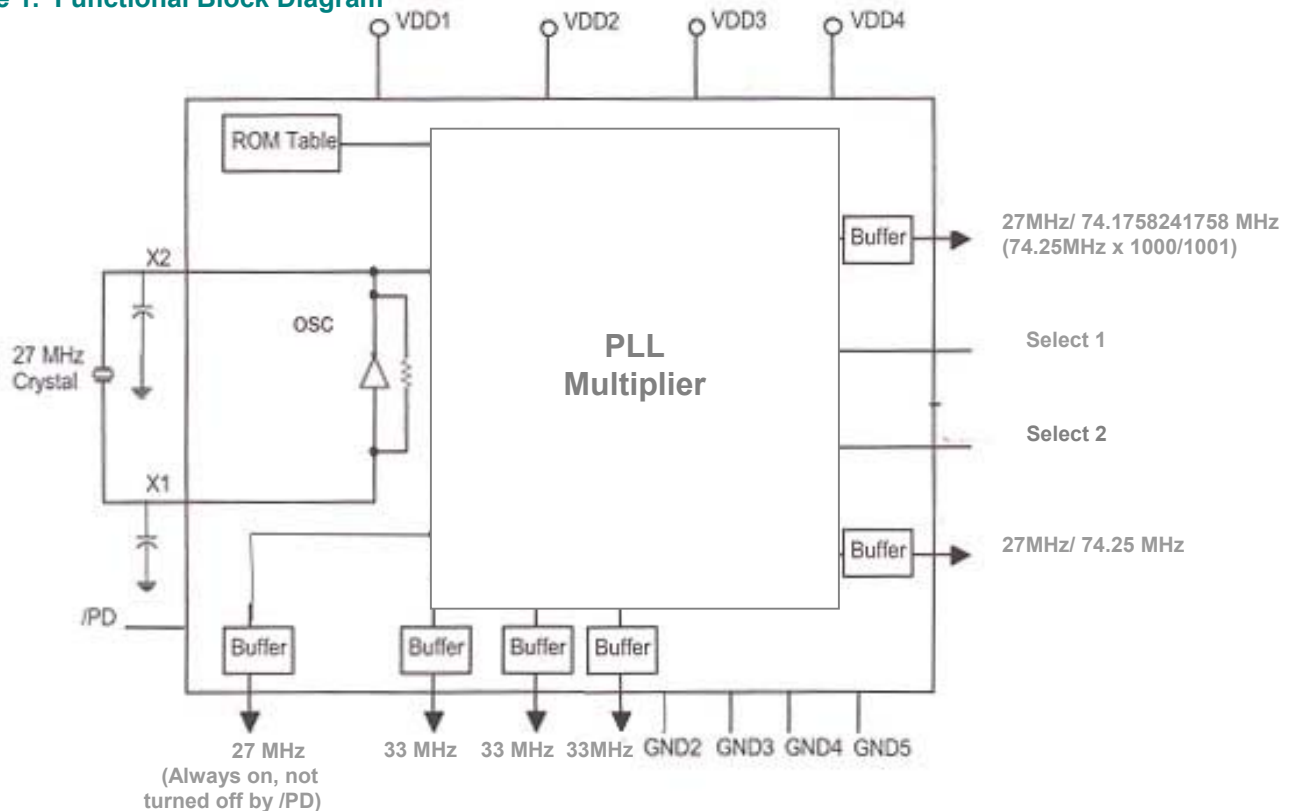 e 1. Functional Block Diagram
VDD1
VDD2
VDD3
VDD4
ROM Table
Buffer
27MHz/ 74.1758241758 MHz
(74.25MHz x 1000/1001)
X2
OSC
27 MHz
Crystal
PLL
Multiplier
Select 1
Select 2
X1
Buffer
27MHz/ 74.25 MHz
/PD
Buffer
Buffer
Buffer
Buffer
27 MHz
(Always on, not
turned off by /PD)
33 MHz
33 MHz
33MHz
GND2
GND3
GND4
GND5